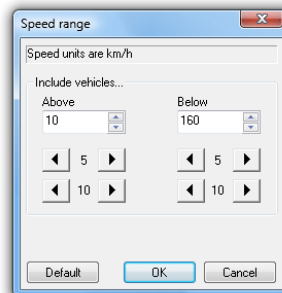 Speed range
Speed units are km/h
Include vehicles...
Above Below
10 160
5 5
10 10
Default OK Cancel